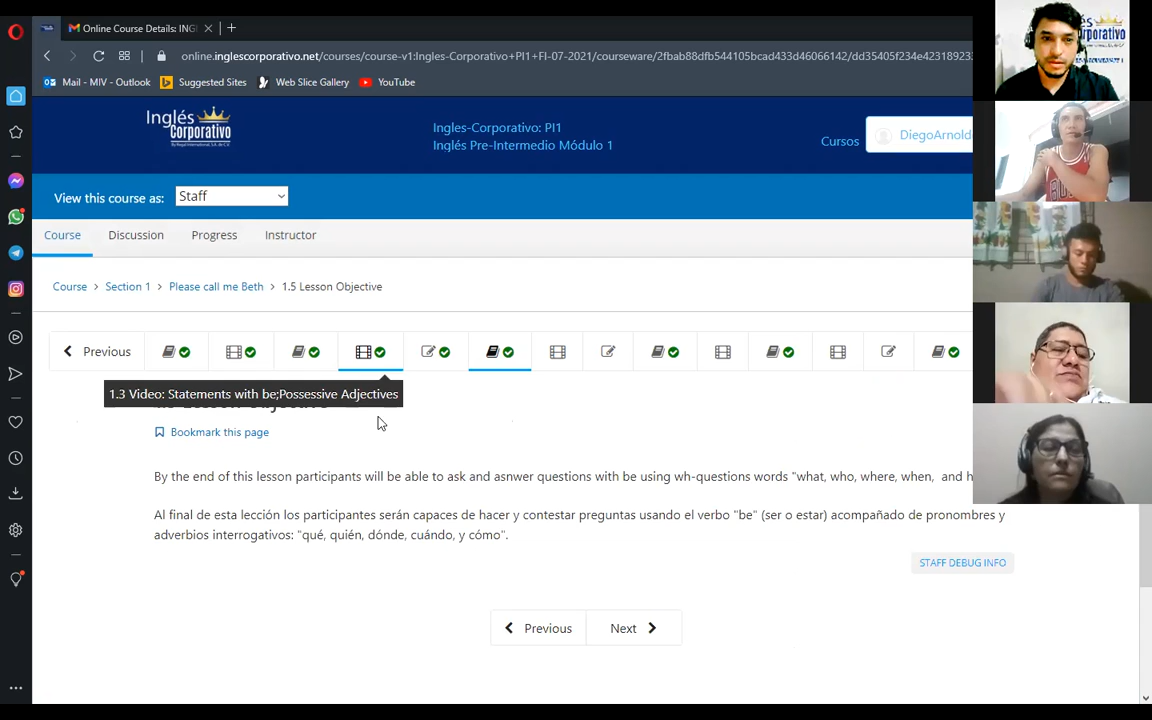 Online Course Details: ING
online.inglescorporativo.net/courses/course-v1:Ingles-Corporativo+PI1+FI-07-2021/courseware/2fbab88dfb544105bcad433d46066142/dd35405f234e42318923
Mail - MIV - Outlook
Suggested Sites
Web Slice Gallery
YouTube
Inglés
Corporativo
By Regal International, S.A. de C.V.
Ingles-Corporativo: PI1
Inglés Pre-Intermedio Módulo 1
Cursos
DiegoArnold
View this course as:
Staff
Course
Discussion
Progress
Instructor
Course > Section 1 > Please call me Beth > 1.5 Lesson Objective
Previous
1.3 Video: Statements with be;Possessive Adjectives
Bookmark this page
By the end of this lesson participants will be able to ask and asnwer questions with be using wh-questions words "what, who, where, when, and h
Al final de esta lección los participantes serán capaces de hacer y contestar preguntas usando el verbo "be" (ser o estar) acompañado de pronombres y
adverbios interrogativos: "qué, quién, dónde, cuándo, y cómo".
STAFF DEBUG INFO
Previous
Next